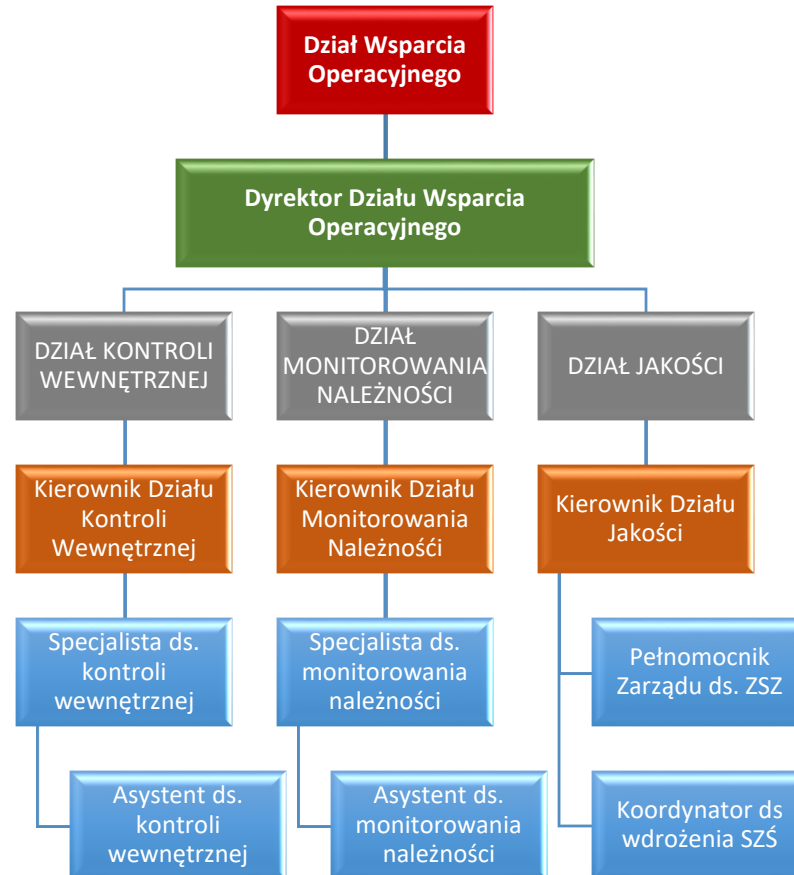 Dział Wsparcia
Operacyjnego
Dyrektor Działu Wsparcia
Operacyjnego
DZIAŁ KONTROLI
WEWNĘTRZNEJ
DZIAŁ
MONITOROWANIA
NALEŻNOŚCI
DZIAŁ JAKOŚCI
Kierownik Działu
Kontroli
Wewnętrznej
Kierownik Działu
Monitorowania
Należnośći
Kierownik Działu
Jakości
Specjalista ds.
kontroli
wewnętrznej
Specjalista ds.
monitorowania
należności
Pełnomocnik
Zarządu ds. ZSZ
Asystent ds.
kontroli
wewnętrznej
Asystent ds.
monitorowania
należności
Koordynator ds
wdrożenia SZŚ